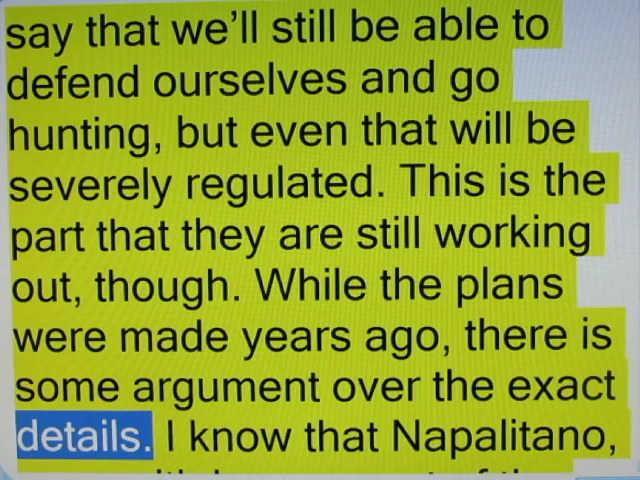 say that we'll still be able to
defend ourselves and go
hunting, but even that will be
severely regulated. This is the
part that they are still working
out, though. While the plans
were made years ago, there is
some argument over the exact
details. I know that Napalitano,